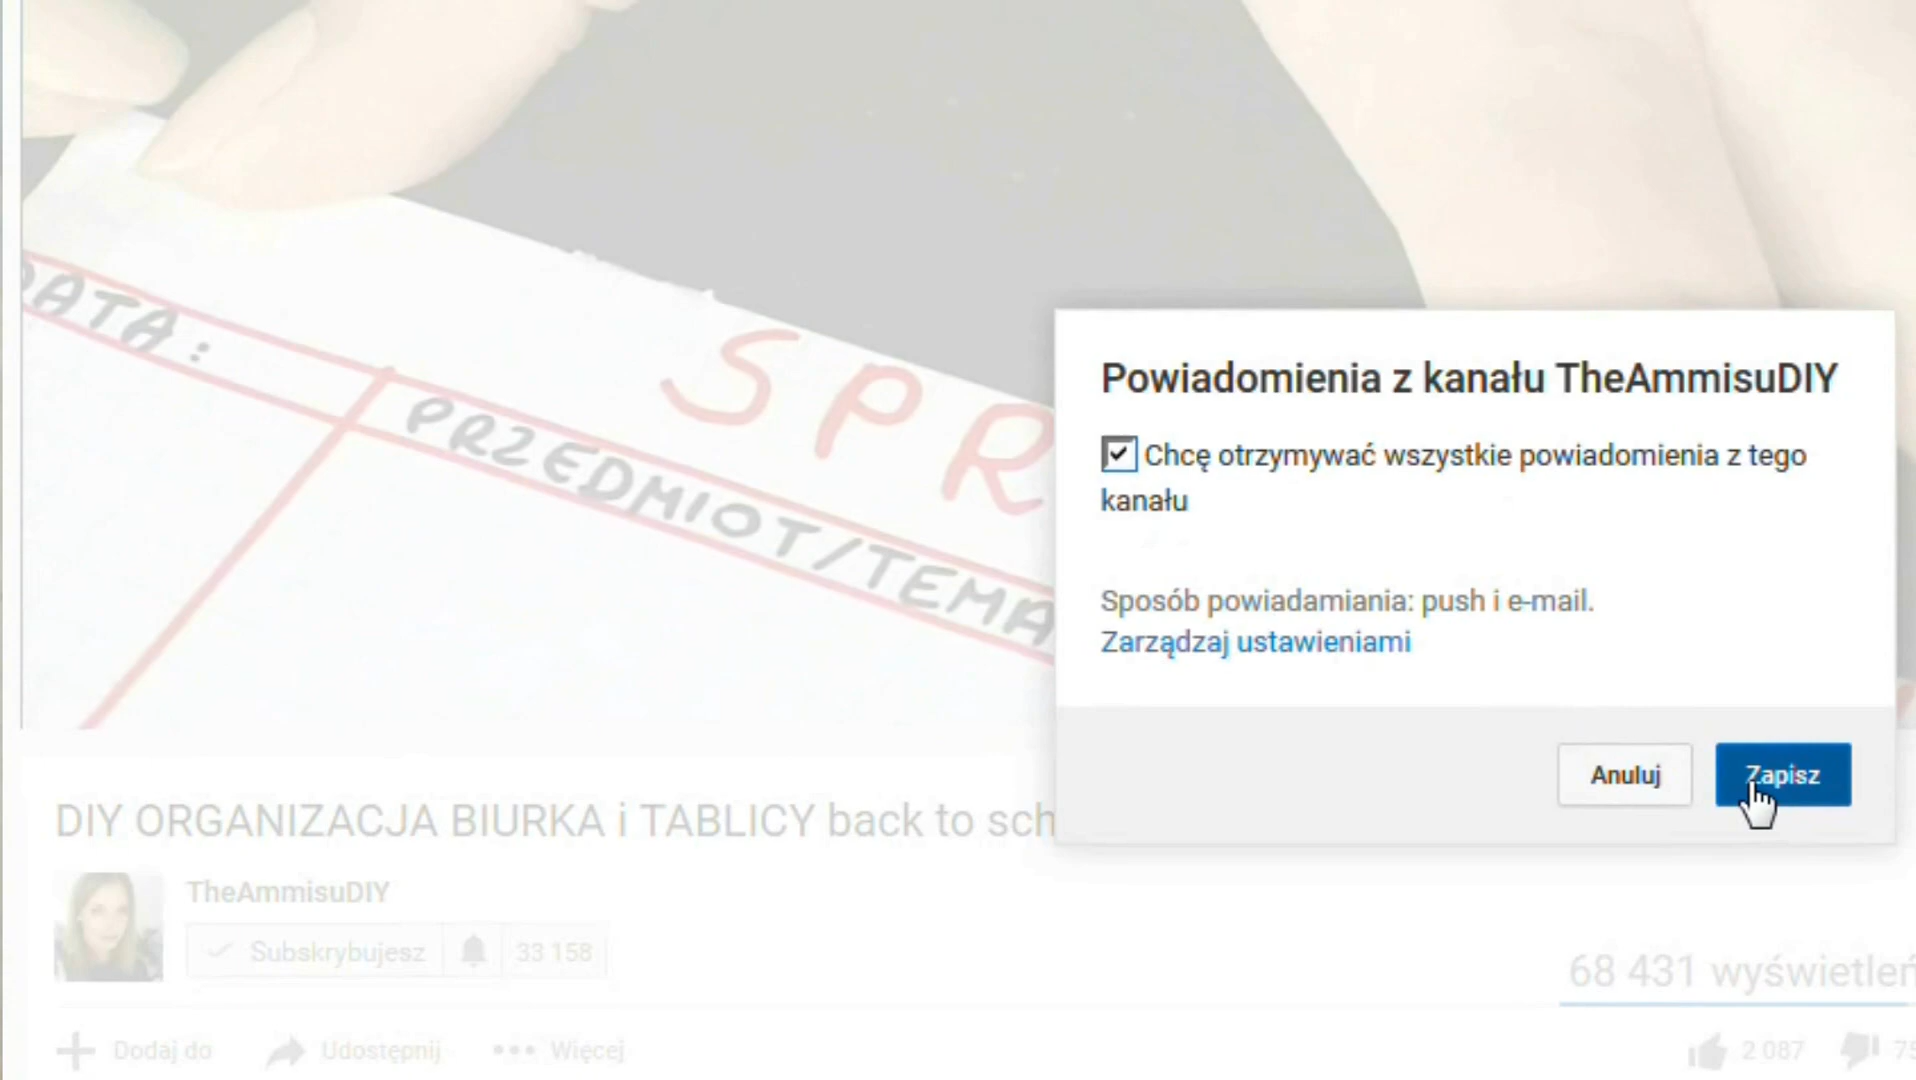 DATA:
SPR
PRZEDMIOT/TEMA
Powiadomienia z kanału TheAmmisuDIY
Chcę otrzymywać wszystkie powiadomienia z tego
kanału
Sposób powiadamiania: push i e-mail.
Zarządzaj ustawieniami
Anuluj
Zapisz
DIY ORGANIZACJA BIURKA i TABLICY back to sch
TheAmmisuDIY
Subskrybujesz
33 158
68 431 wyświetleń
Dodaj do
Udostępnij
Więcej
2 087
75